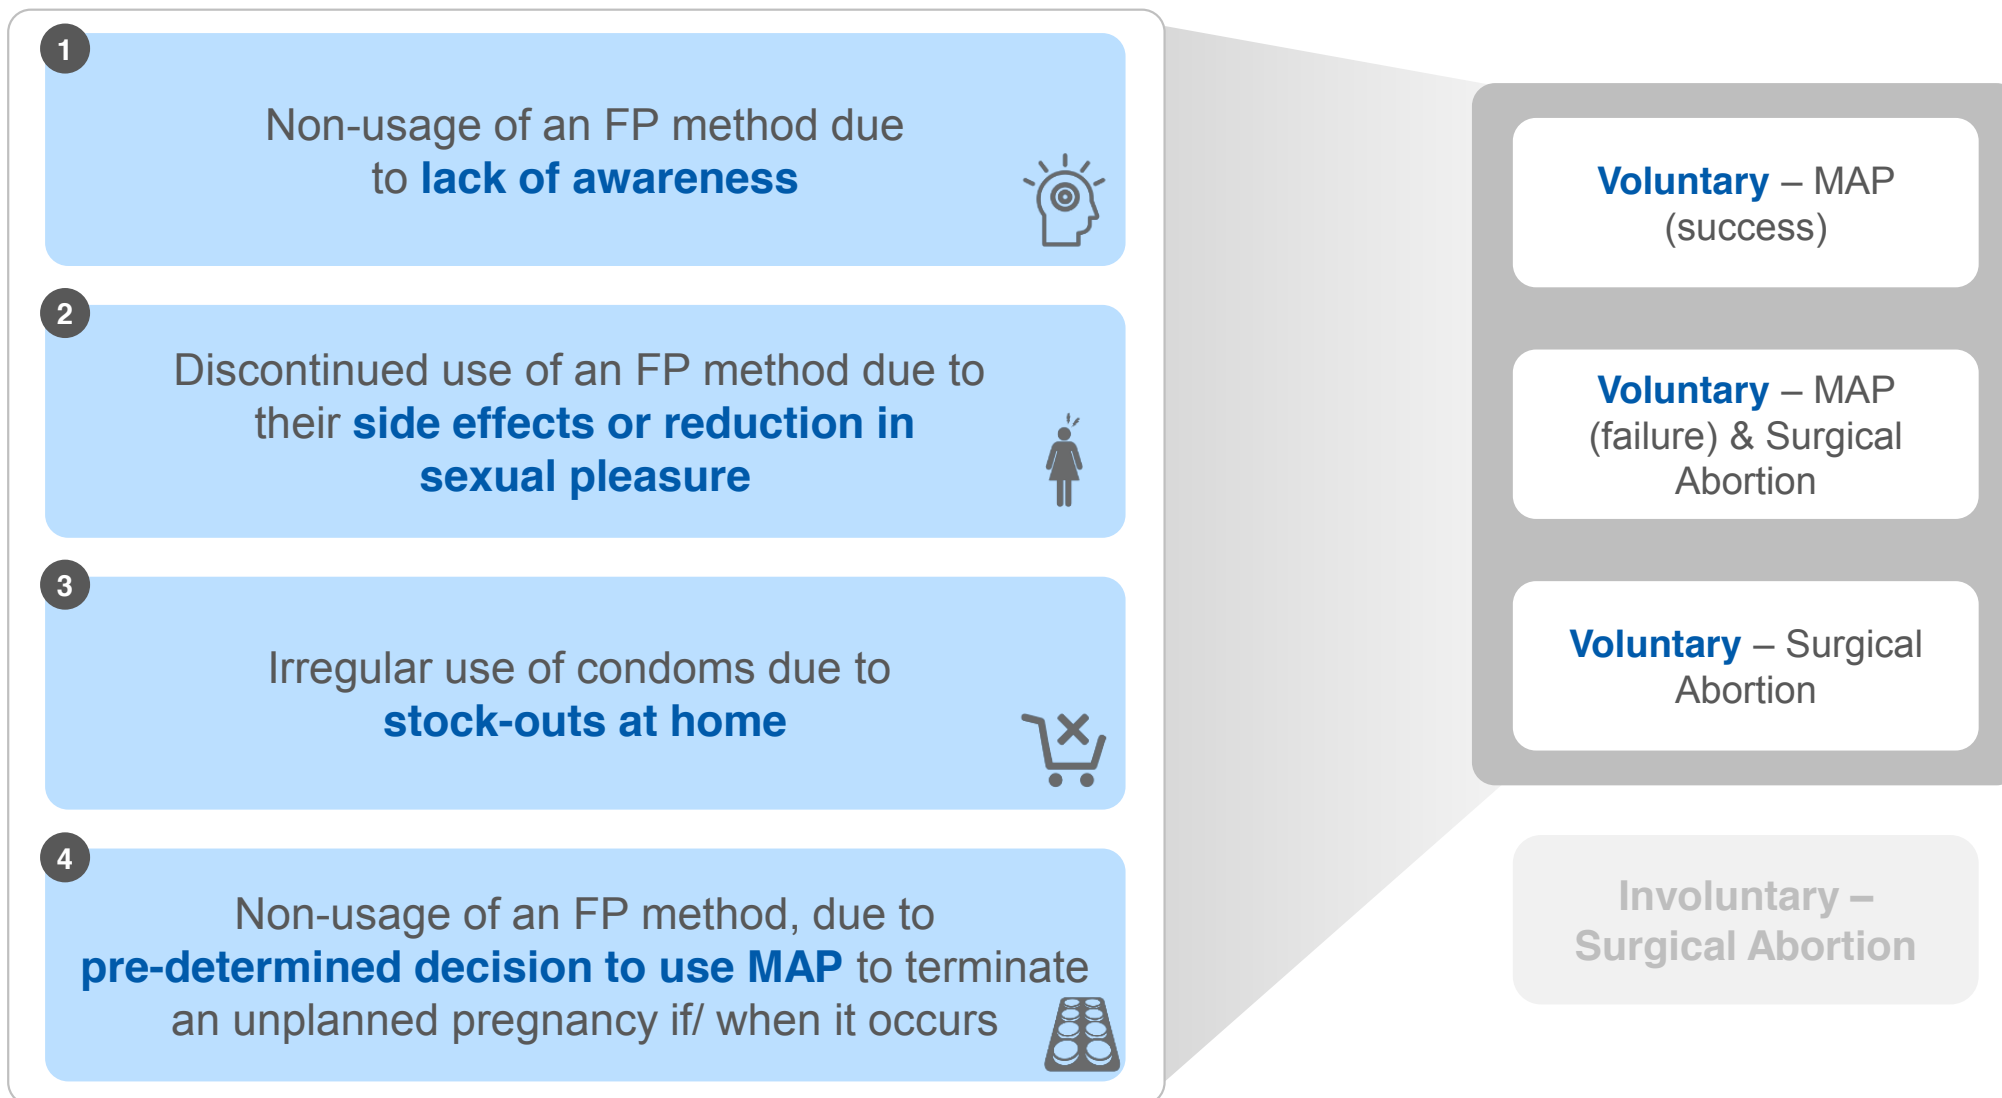 1
Non-usage of an FP method due
to lack of awareness
2
Discontinued use of an FP method due to
their side effects or reduction in
sexual pleasure
3
Irregular use of condoms due to
stock-outs at home
4
Non-usage of an FP method, due to
pre-determined decision to use MAP to terminate
an unplanned pregnancy if/ when it occurs
Voluntary – MAP
(success)
Voluntary – MAP
(failure) & Surgical
Abortion
Voluntary – Surgical
Abortion
Involuntary –
Surgical Abortion